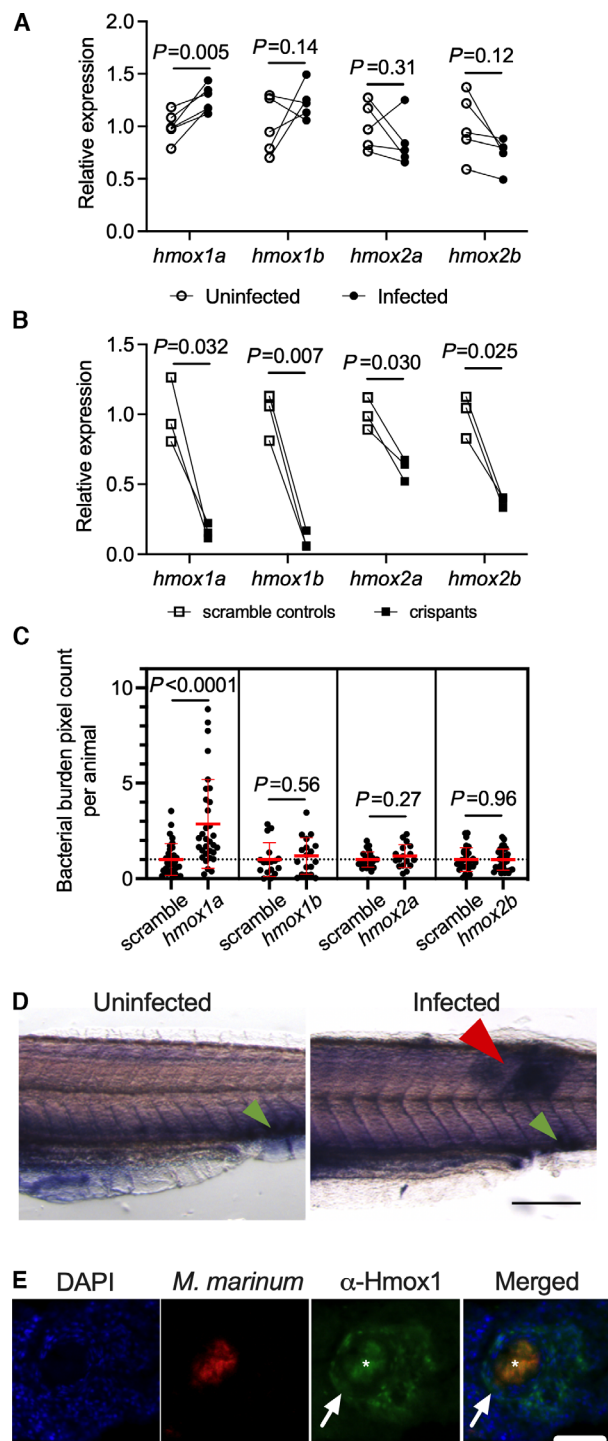 A
P=0.005 P=0.14 P=0.31 P=0.12
Relative expression
2.0
1.5
1.0
0.5
0.0
hmox1a hmox1b hmox2a hmox2b
Uninfected Infected
B
P=0.032 P=0.007 P=0.030 P=0.025
Relative expression
1.5
1.0
0.5
0.0
hmox1a hmox1b hmox2a hmox2b
scramble controls crispants
C
P<0.0001 P=0.56 P=0.27 P=0.96
Bacterial burden pixel count
per animal
10
5
0
scramble hmox1a scramble hmox1b scramble hmox2a scramble hmox2b
D
Uninfected Infected
E
DAPI M. marinum α-Hmox1 Merged
* *